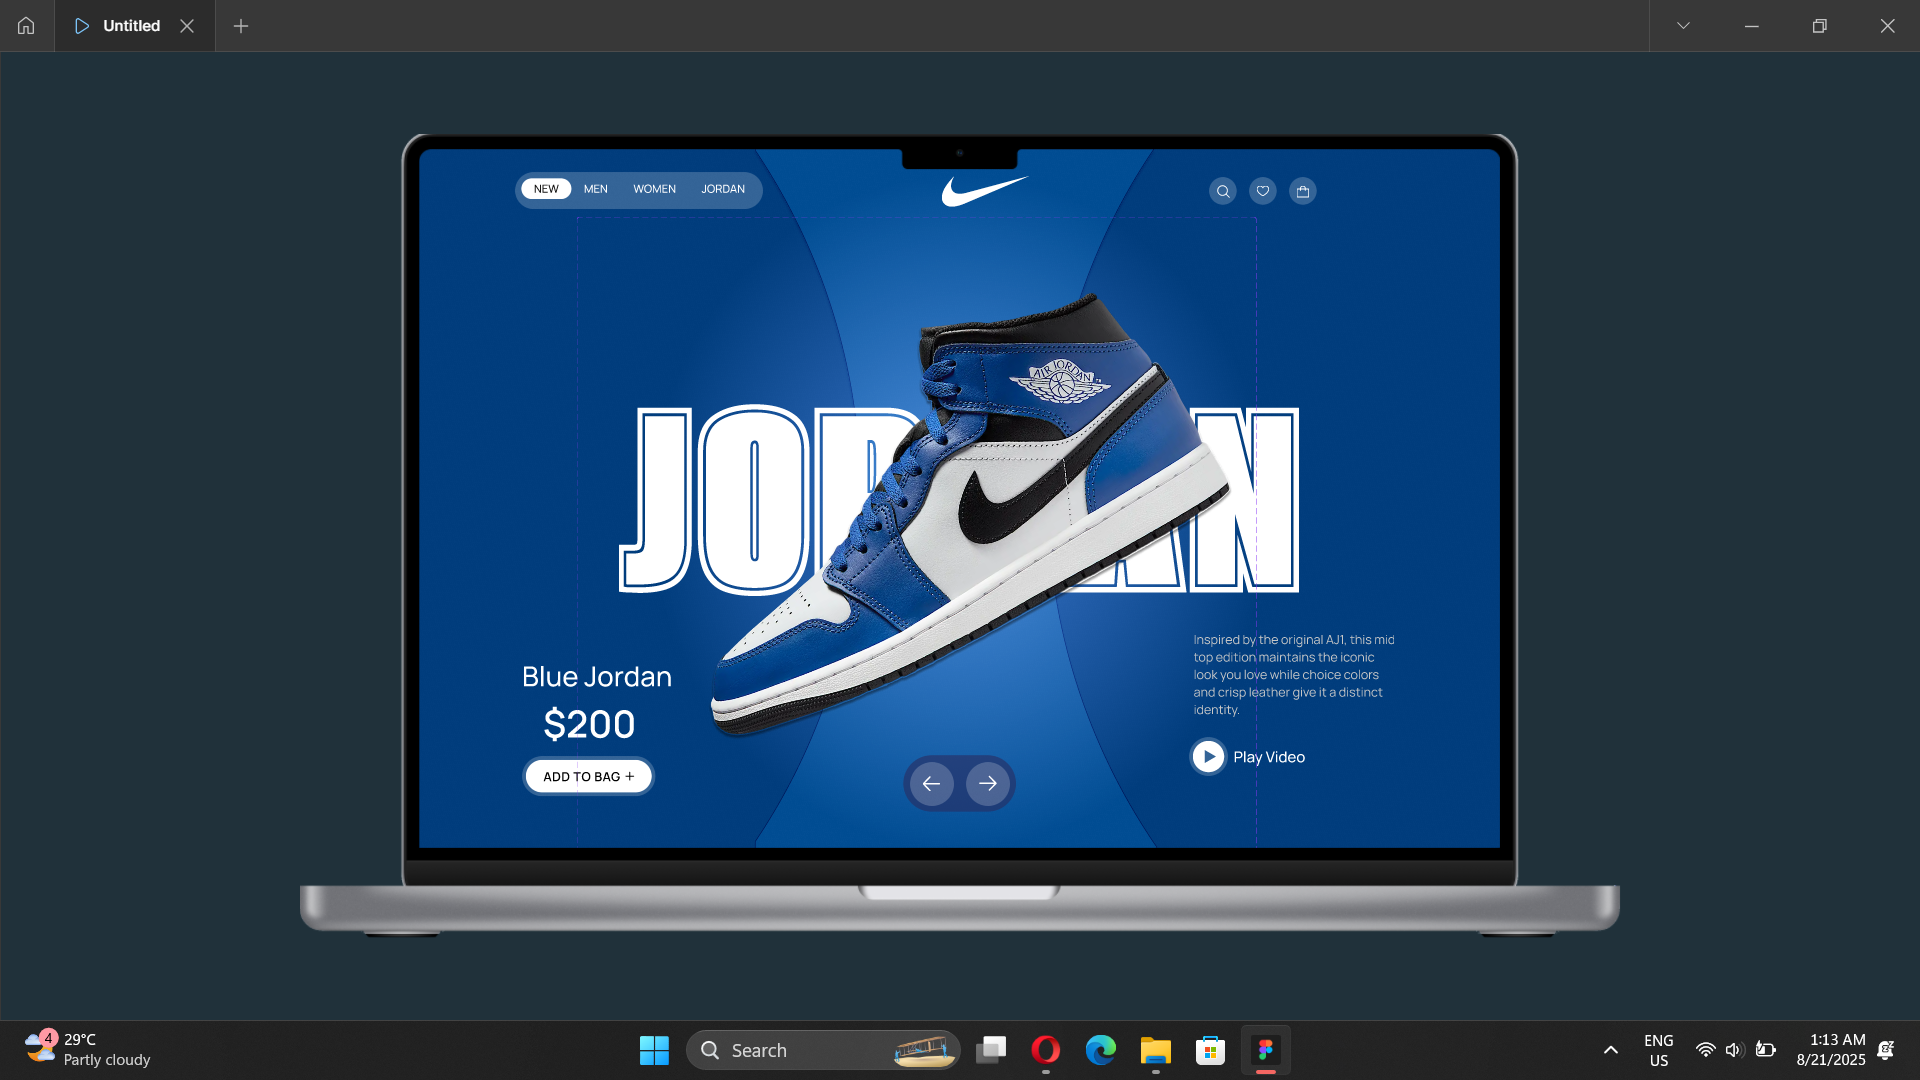 Untitled
NEW MEN WOMEN JORDAN
AIR JORDAN
JORDAN
Inspired by the original AJ1, this mid
top edition maintains the iconic
look you love while choice colors
and crisp leather give it a distinct
identity.
Blue Jordan
$200
ADD TO BAG +
Play Video
4
29°C
Partly cloudy
Search
ENG
US
1:13 AM
8/21/2025